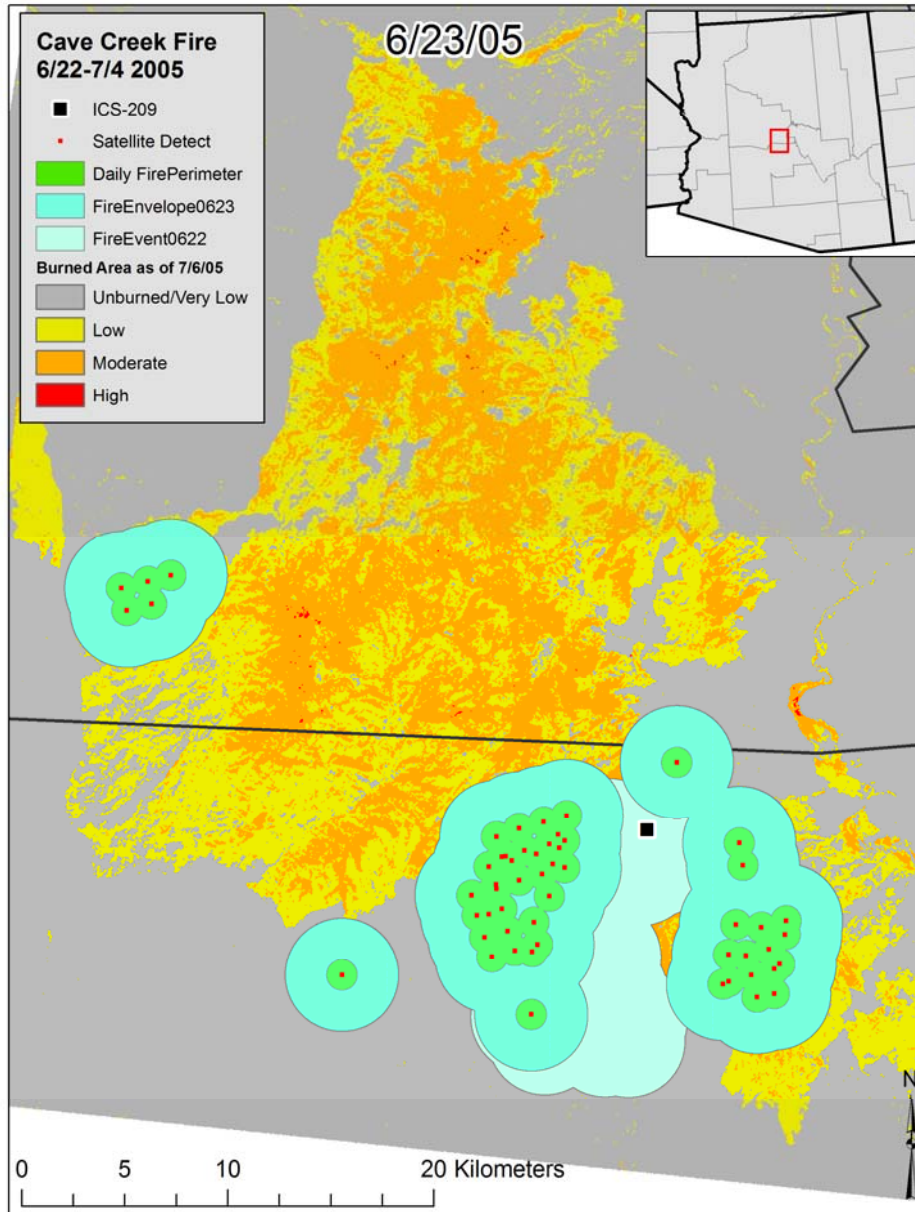 Cave Creek Fire
6/22-7/4 2005
ICS-209
Satellite Detect
Daily FirePerimeter
FireEnvelope0623
FireEvent0622
Burned Area as of 7/6/05
Unburned/Very Low
Low
Moderate
High
6/23/05
N
0 5 10 20 Kilometers